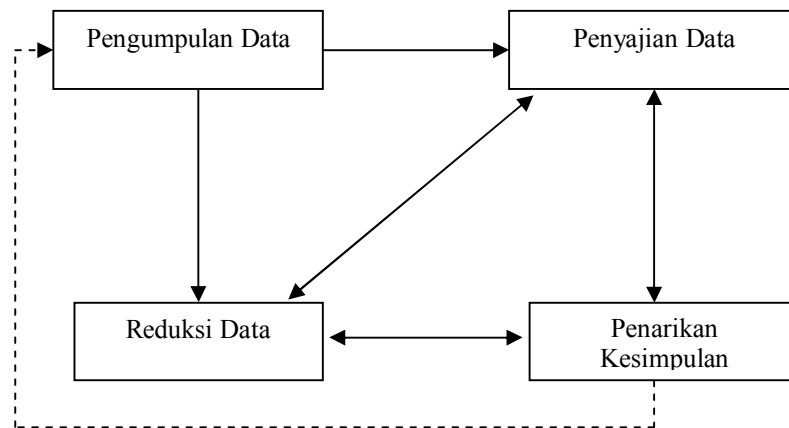 Pengumpulan Data
Penyajian Data
Reduksi Data
Penarikan
Kesimpulan